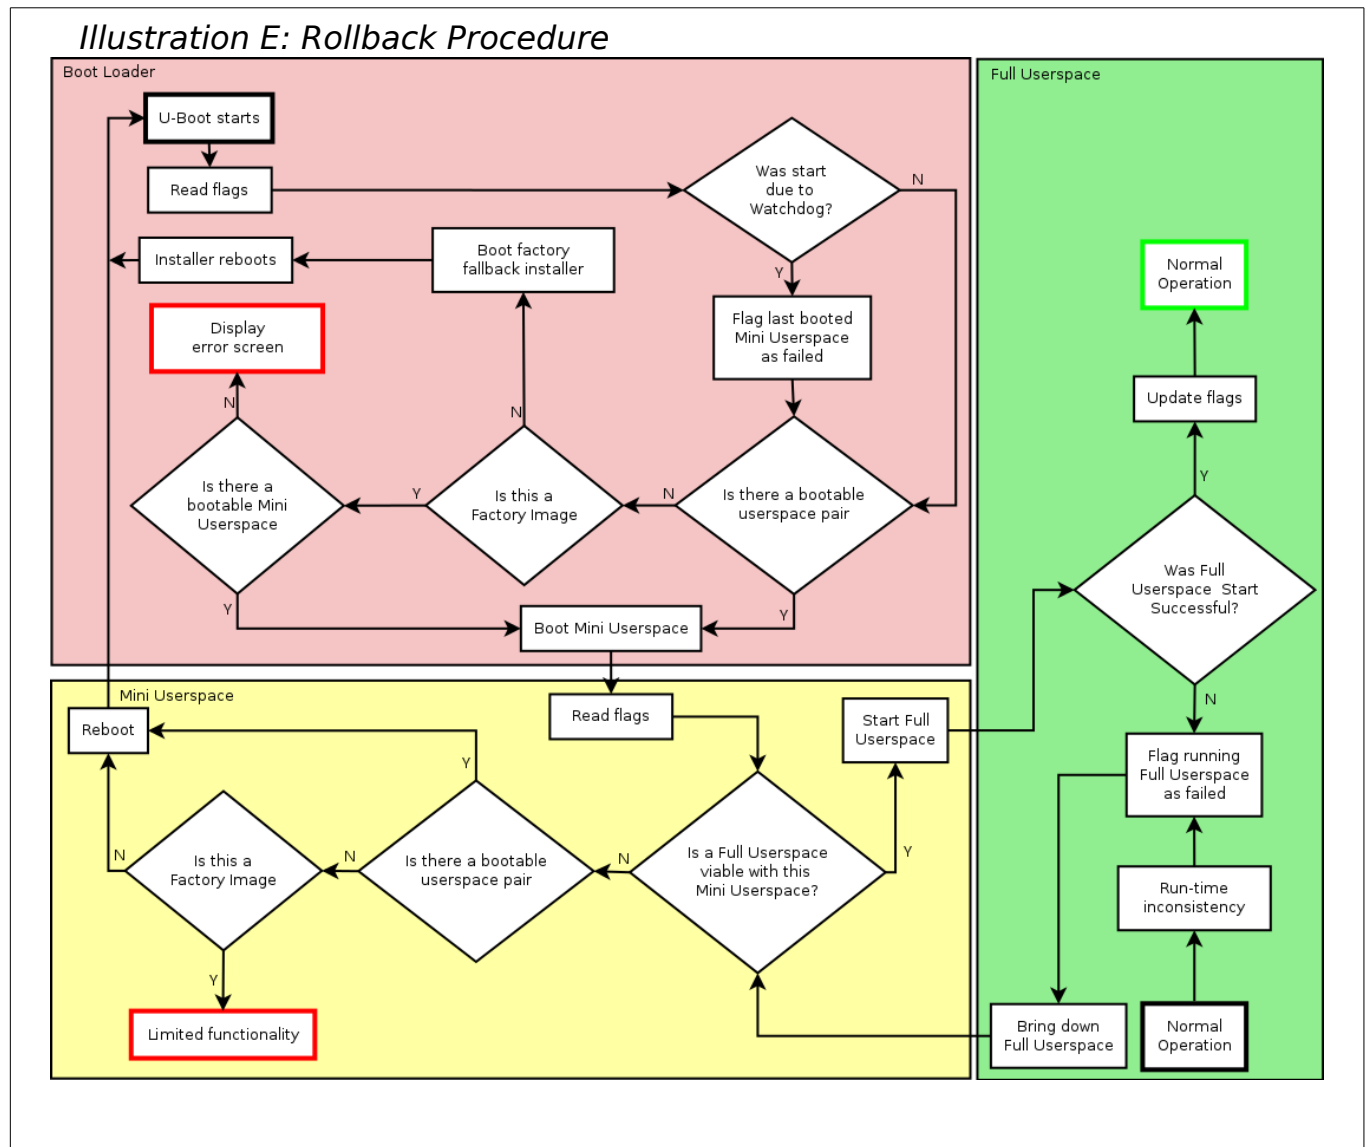 Illustration E: Rollback Procedure
Boot Loader
U-Boot starts
Read flags
Was start
due to
Watchdog?
N
Y
Installer reboots
Boot factory
fallback installer
Display
error screen
Flag last booted
Mini Userspace
as failed
N
N
Is there a
bootable Mini
Userspace
Y
Is this a
Factory Image
N
Is there a bootable
userspace pair
Y
Y
Boot Mini Userspace
Mini Userspace
Reboot
Read flags
Start Full
Userspace
Y
N
Is this a
Factory Image
N
Is there a bootable
userspace pair
N
Is a Full Userspace
viable with this
Mini Userspace?
Y
Y
Limited functionality
Full Userspace
Normal
Operation
Update flags
Y
Was Full
Userspace  Start
Successful?
N
Flag running
Full Userspace
as failed
Run-time
inconsistency
Bring down
Full Userspace
Normal
Operation